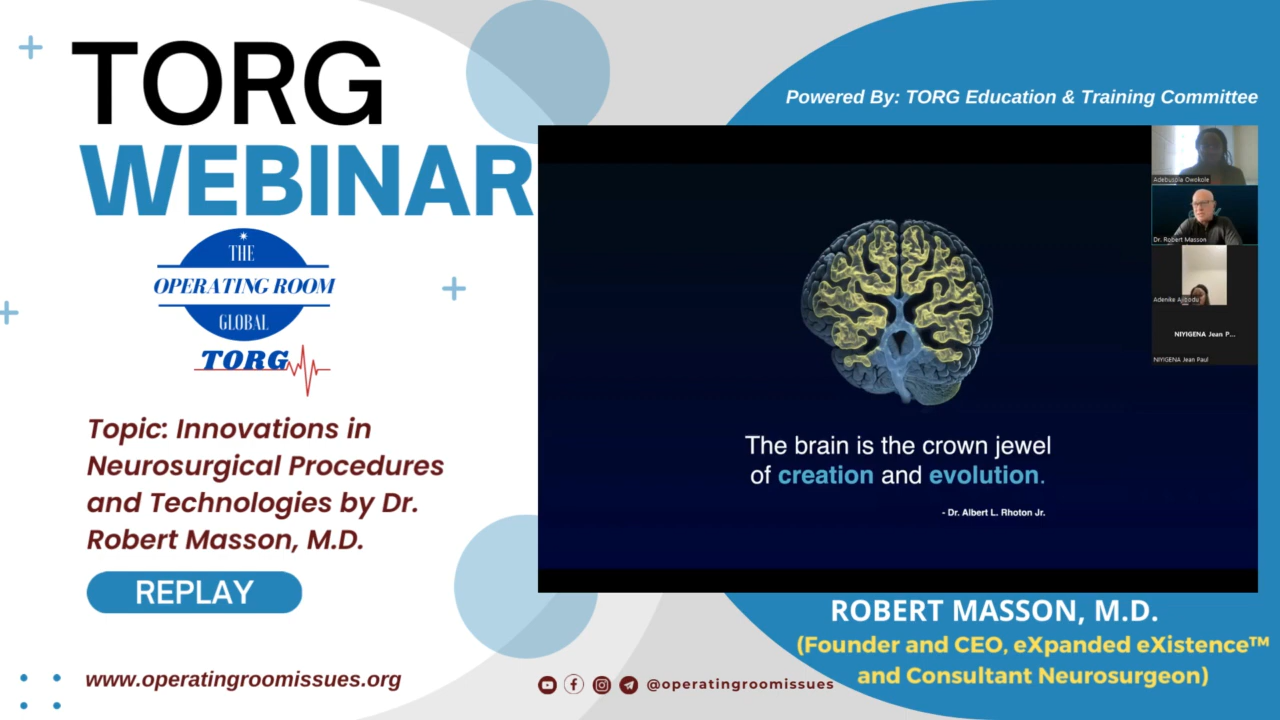 TORG
WEBINAR
THE
OPERATING ROOM
GLOBAL
TORG
Topic: Innovations in
Neurosurgical Procedures
and Technologies by Dr.
Robert Masson, M.D.
REPLAY
www.operatingroomissues.org
Powered By: TORG Education & Training Committee
The brain is the crown jewel
of creation and evolution.
- Dr. Albert L. Rhoton Jr.
Adebusola Owokole
Dr. Robert Masson
NIYIGENA Jean P...
NIYIGENA Jean Paul
ROBERT MASSON, M.D.
(Founder and CEO, eXpanded eXistence™
and Consultant Neurosurgeon)
@operatingroomissues